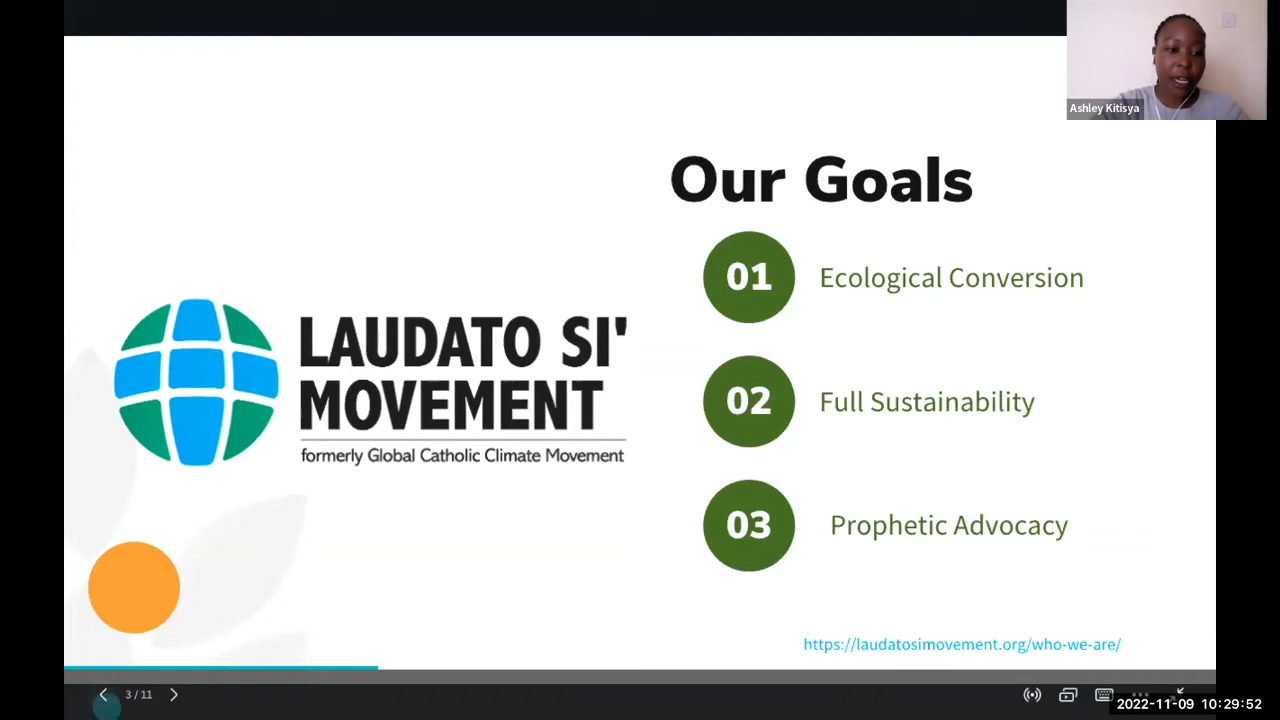 Ashley Kitisya
Our Goals
01 Ecological Conversion
02 Full Sustainability
03 Prophetic Advocacy
LAUDATO SI'
MOVEMENT
formerly Global Catholic Climate Movement
https://laudatosimovement.org/who-we-are/
3 / 11
2022-11-09 10:29:52